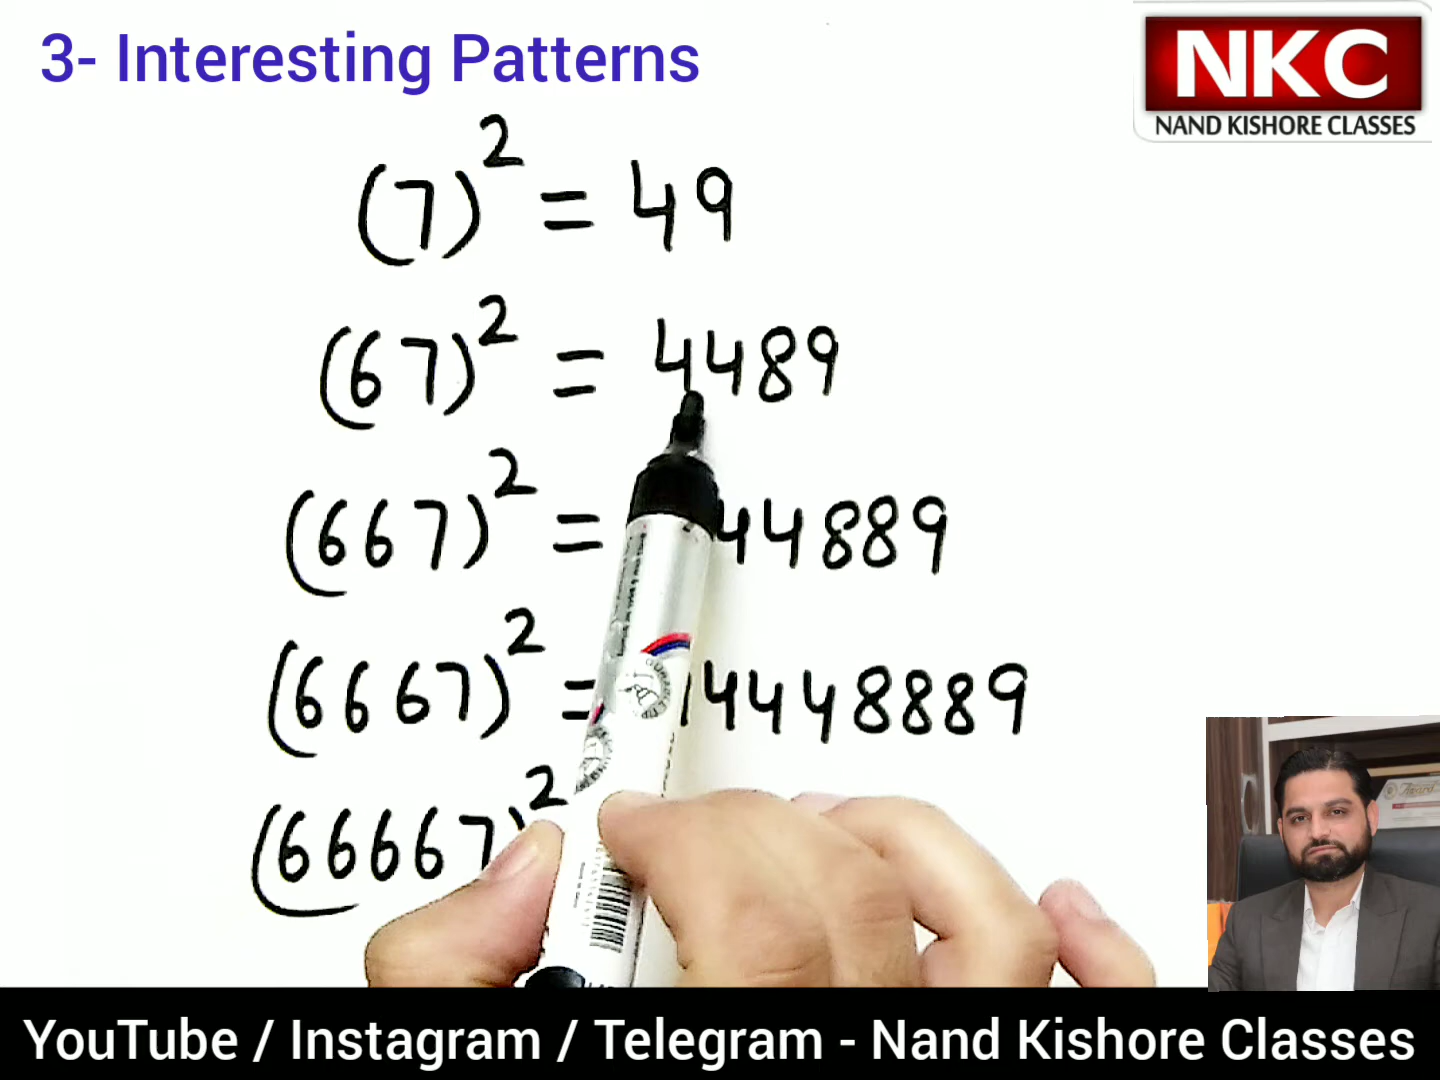 3- Interesting Patterns
NKC
NAND KISHORE CLASSES
(7)² = 49
(67)² = 4489
(667)² = 44889
(6667)² = 4448889
(66667)²
YouTube / Instagram / Telegram - Nand Kishore Classes